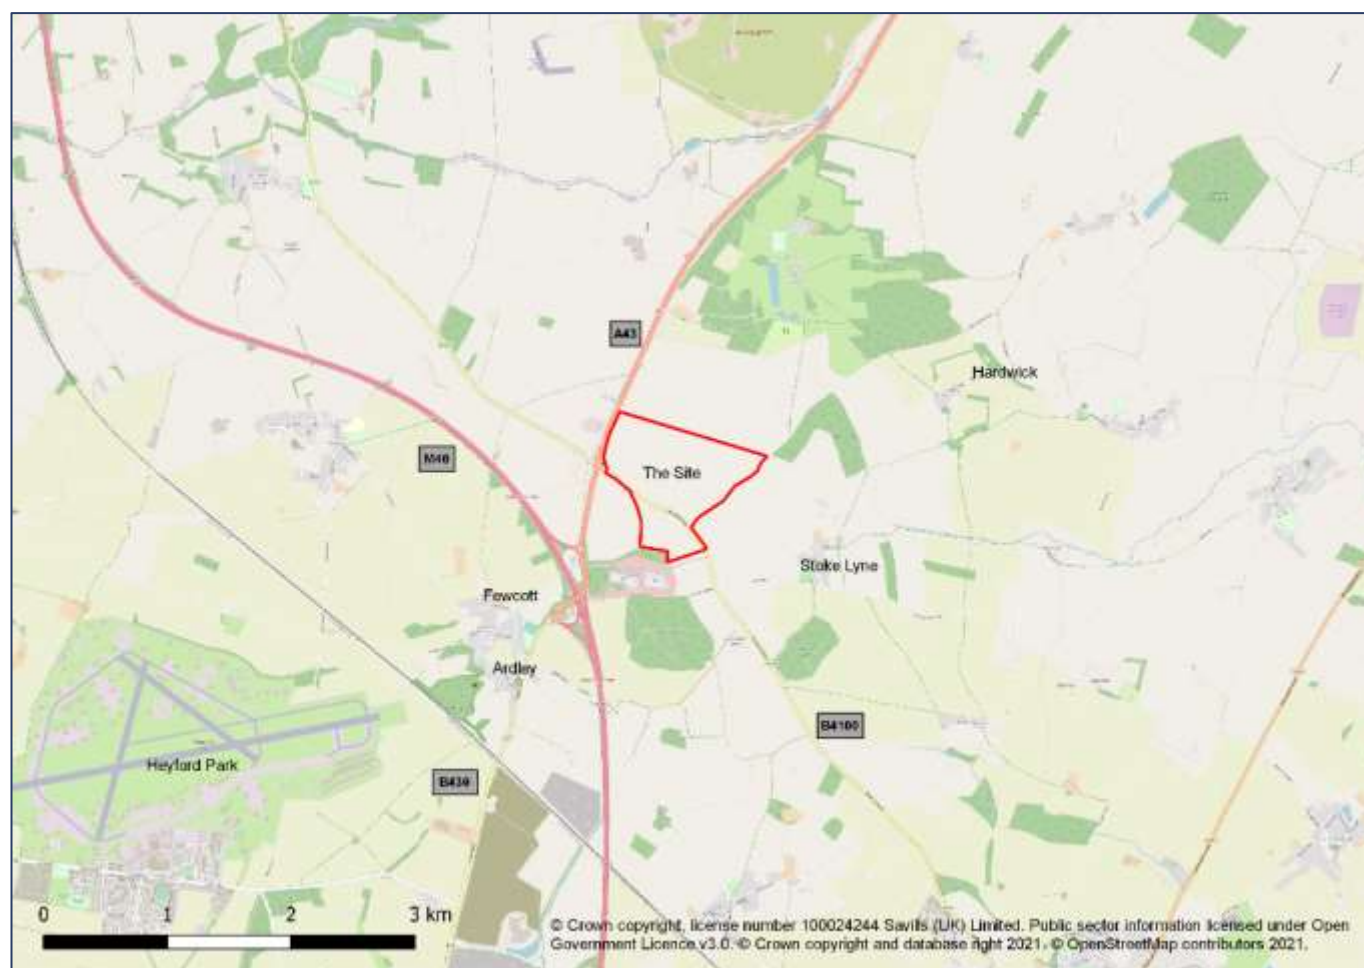 A43
Hardwick
M40
The Site
Stoke Lyne
Fewcott
Ardley
B4100
Heyford Park
B430
0 1 2 3 km
© Crown copyright, license number 100024244 Savills (UK) Limited. Public sector information licensed under Open
Government Licence v3.0. © Crown copyright and database right 2021. © OpenStreetMap contributors 2021.